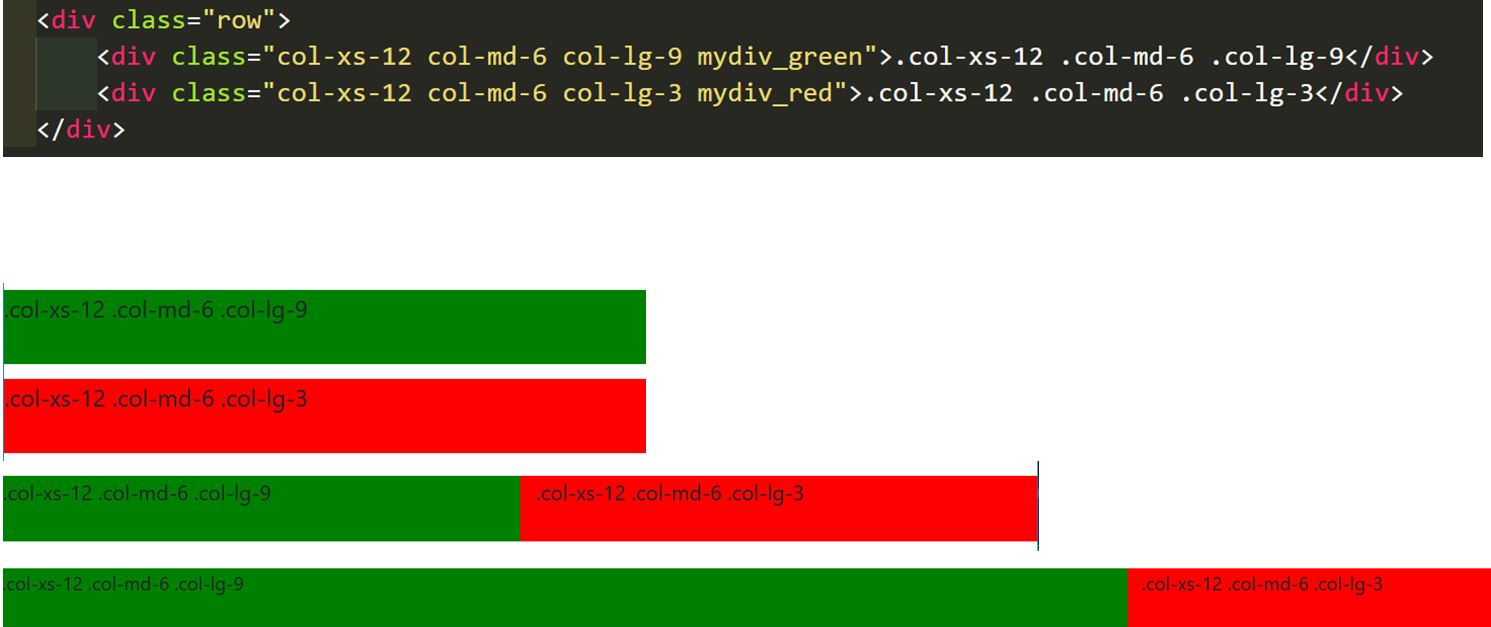 <div class="row">
<div class="col-xs-12 col-md-6 col-lg-9 mydiv_green">.col-xs-12 .col-md-6 .col-lg-9</div>
<div class="col-xs-12 col-md-6 col-lg-3 mydiv_red">.col-xs-12 .col-md-6 .col-lg-3</div>
</div>
.col-xs-12 .col-md-6 .col-lg-9
.col-xs-12 .col-md-6 .col-lg-3
.col-xs-12 .col-md-6 .col-lg-9 .col-xs-12 .col-md-6 .col-lg-3
.col-xs-12 .col-md-6 .col-lg-9 .col-xs-12 .col-md-6 .col-lg-3